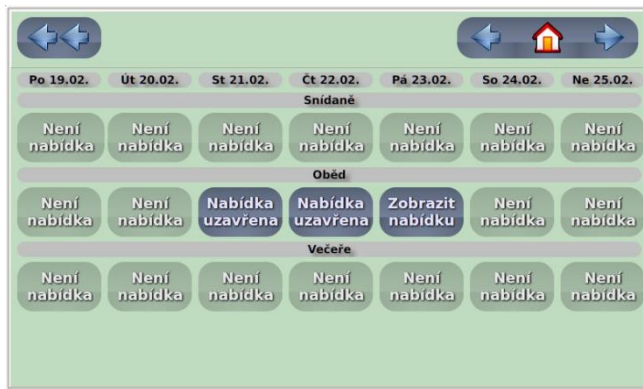 Po 19.02. Út 20.02. St 21.02. Čt 22.02. Pá 23.02. So 24.02. Ne 25.02.
Snídaně
Není nabídka Není nabídka Není nabídka Není nabídka Není nabídka Není nabídka Není nabídka
Oběd
Není nabídka Není nabídka Nabídka uzavřena Nabídka uzavřena Zobrazit nabídku Není nabídka Není nabídka
Večeře
Není nabídka Není nabídka Není nabídka Není nabídka Není nabídka Není nabídka Není nabídka